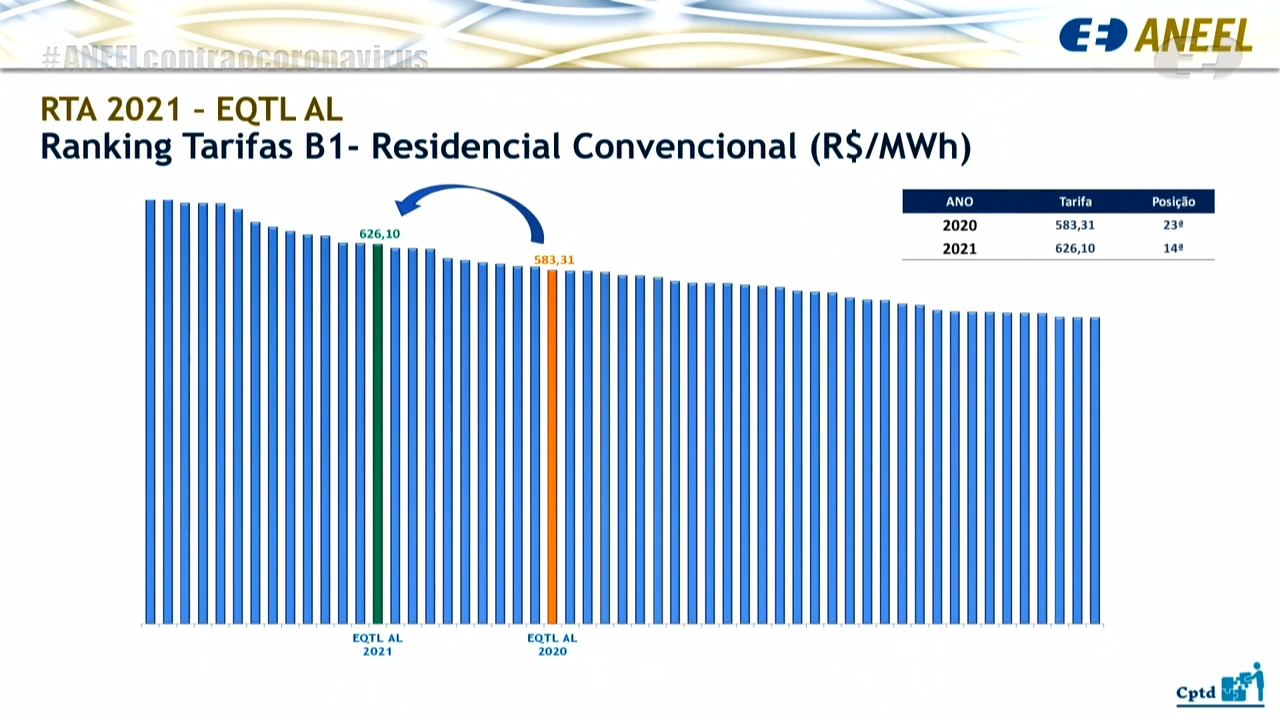 #ANEELcontraocoronavirus
ANEEL
RTA 2021 – EQTL AL
Ranking Tarifas B1- Residencial Convencional (R$/MWh)
ANO Tarifa Posição
2020 583,31 23ª
2021 626,10 14ª
626,10
583,31
EQTL AL
2021
EQTL AL
2020
Cptd